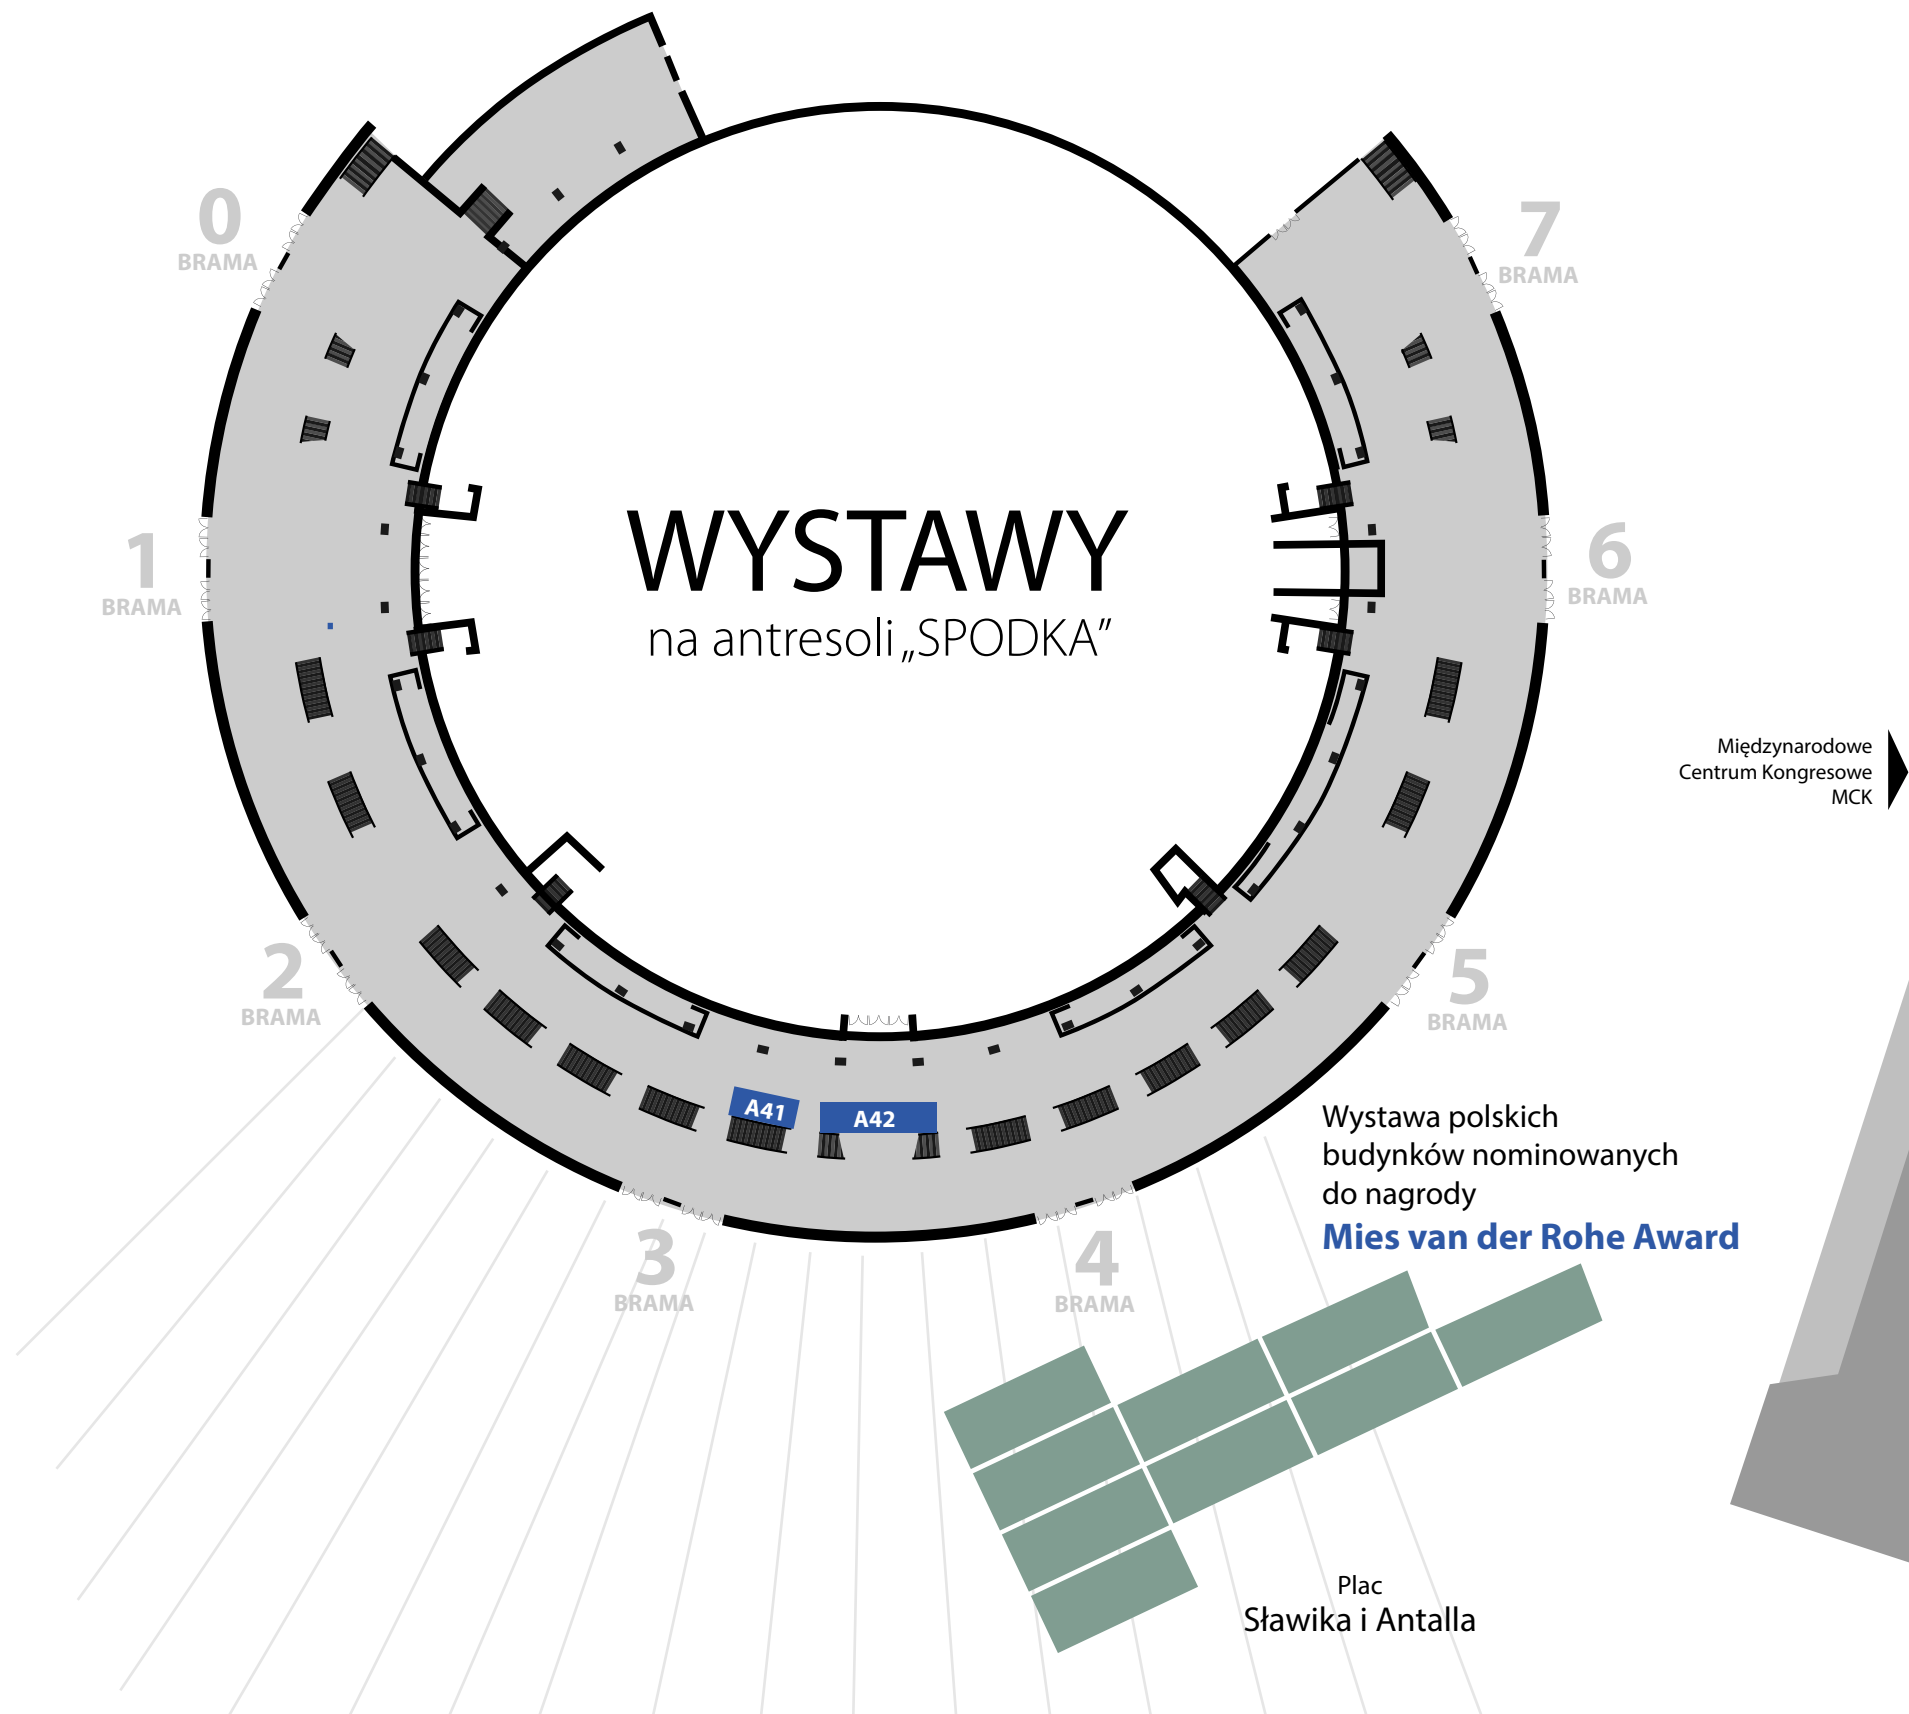 0
BRAMA
7
BRAMA
WYSTAWY
na antresoli „SPODKA”
1
BRAMA
6
BRAMA
Międzynarodowe
Centrum Kongresowe
MCK
2
BRAMA
5
BRAMA
A41
A42
Wystawa polskich
budynków nominowanych
do nagrody
Mies van der Rohe Award
3
BRAMA
4
BRAMA
Plac
Sławika i Antalla